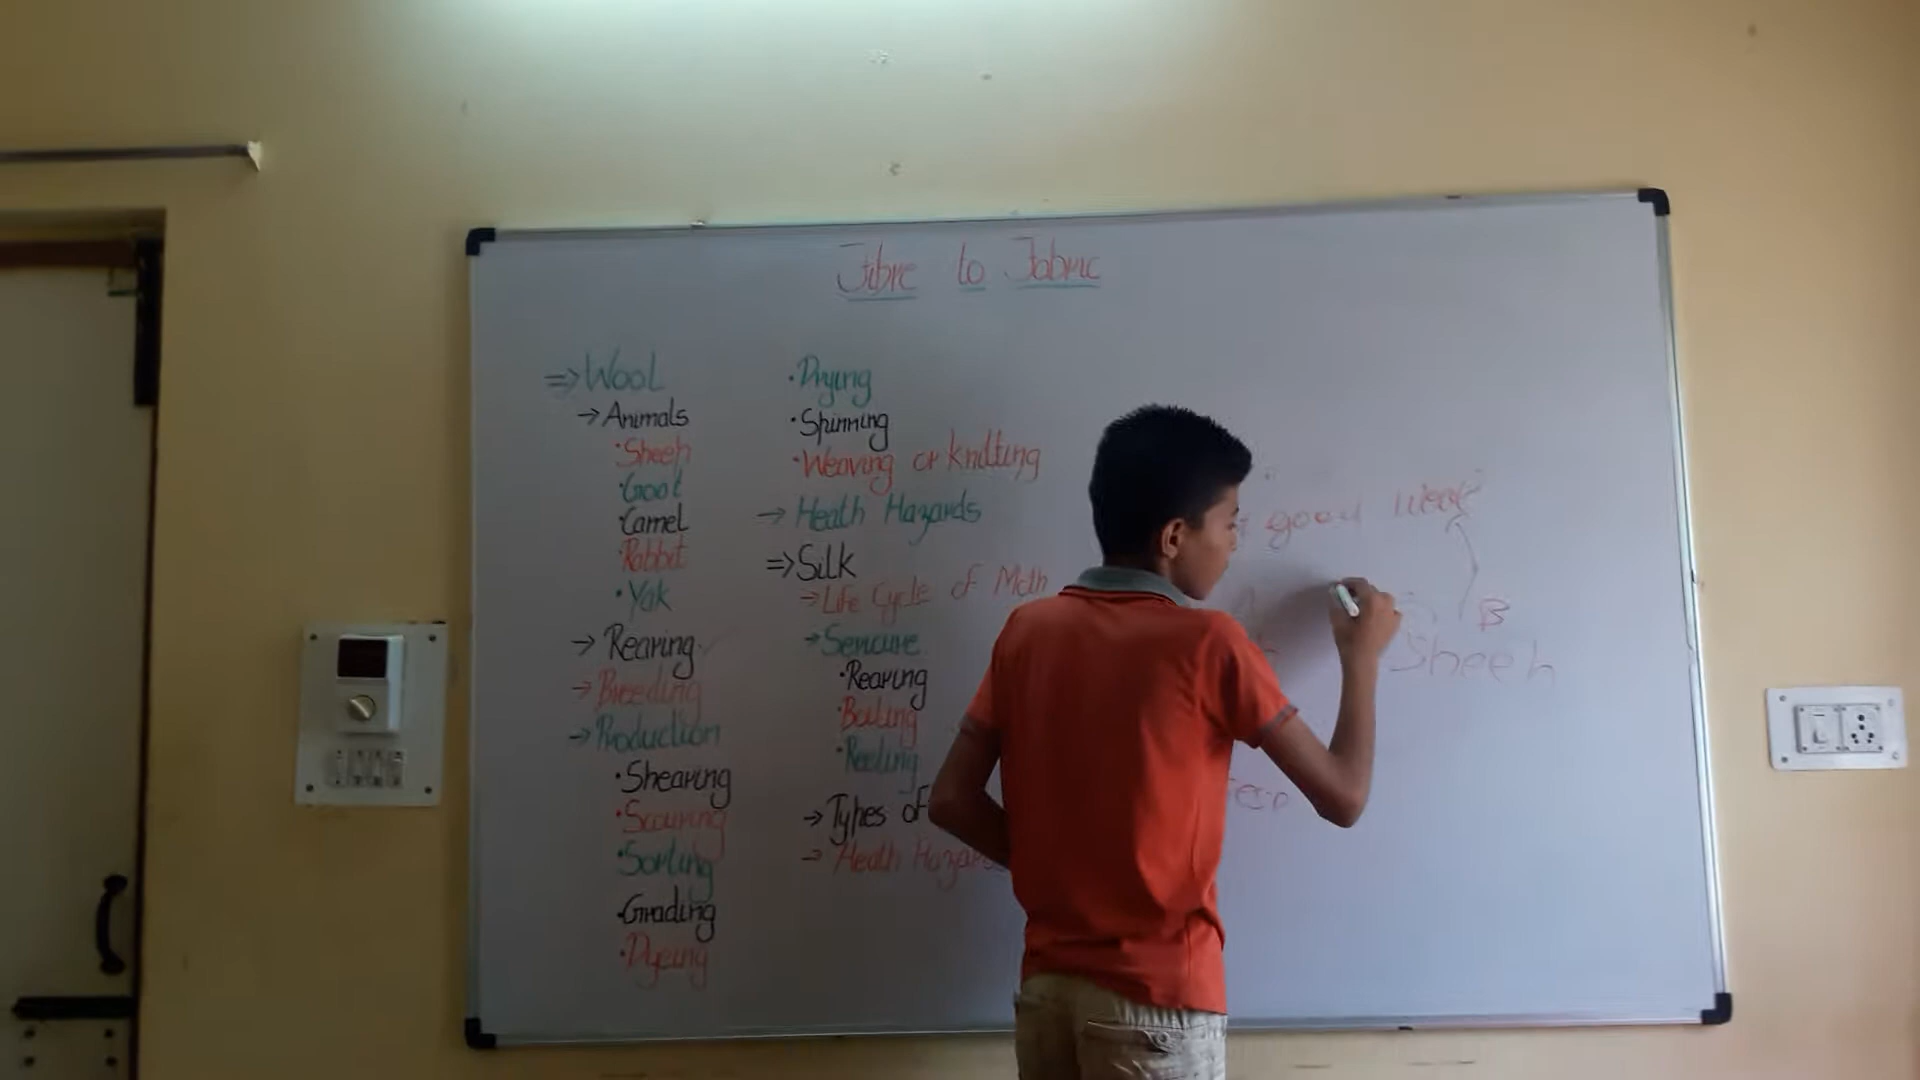 Fibre to Fabric
⇒ Wool
→ Animals
• Sheep
• Goat
• Camel
• Rabbit
• Yak
→ Rearing
→ Breeding
→ Production
• Shearing
• Scouring
• Sorting
• Grading
• Dyeing
• Drying
• Spinning
• Weaving or knitting
→ Heath Hazards
⇒ Silk
→ Life Cycle of Moth
→ Sericure
• Rearing
• Boiling
• Reeling
→ Types of
→ Heath Hazards
good wool
B
Sheep